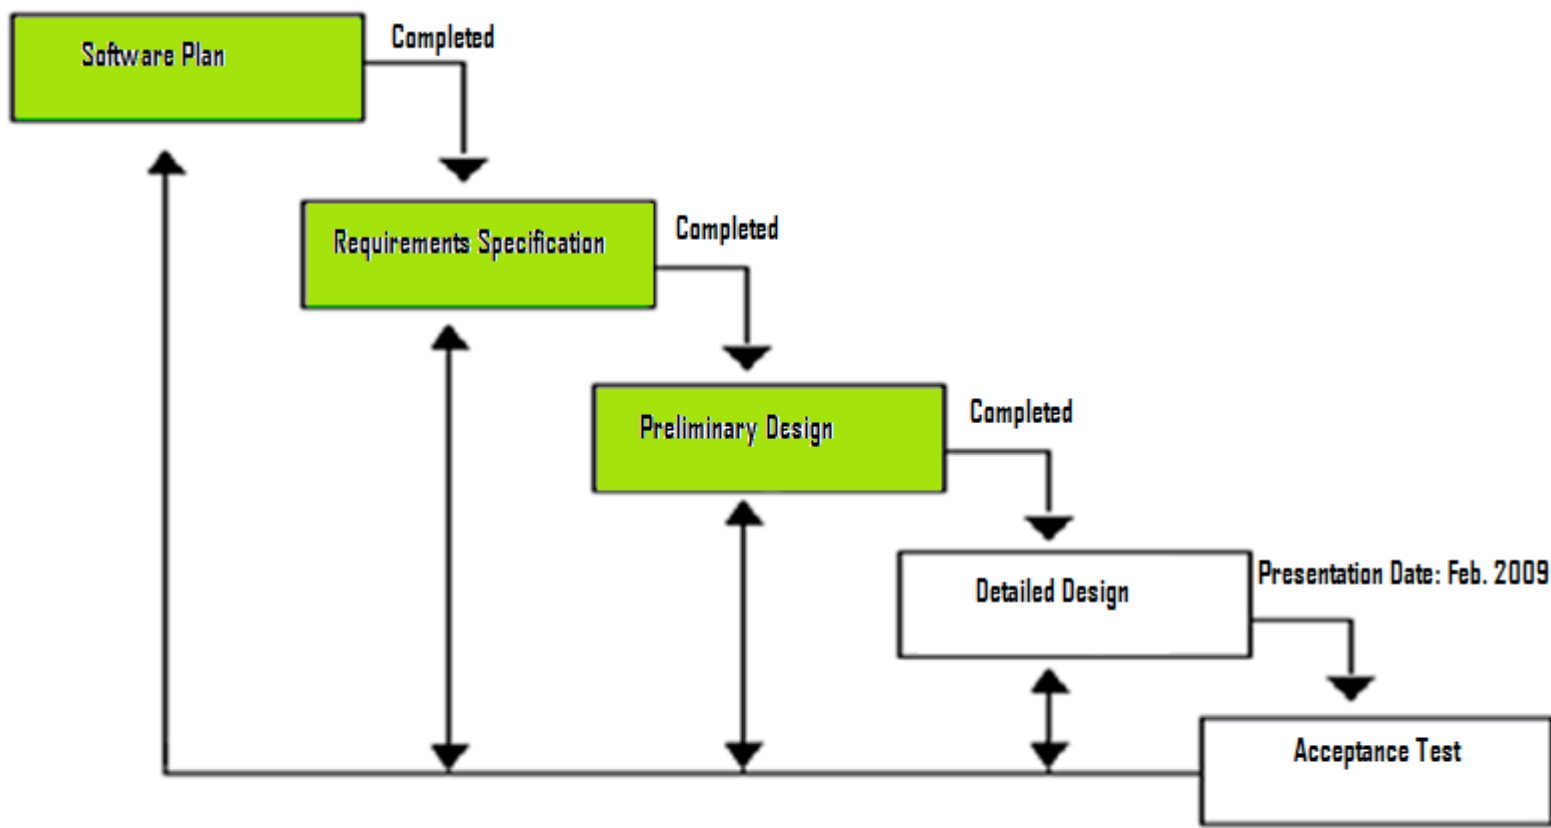 Software Plan
Completed
Requirements Specification
Completed
Preliminary Design
Completed
Detailed Design
Presentation Date: Feb. 2009
Acceptance Test